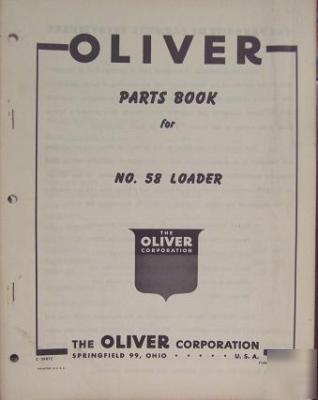 OLIVER
PARTS BOOK
for
NO. 58 LOADER
THE
OLIVER
CORPORATION
THE OLIVER CORPORATION
SPRINGFIELD 99, OHIO • • • • • U. S. A.